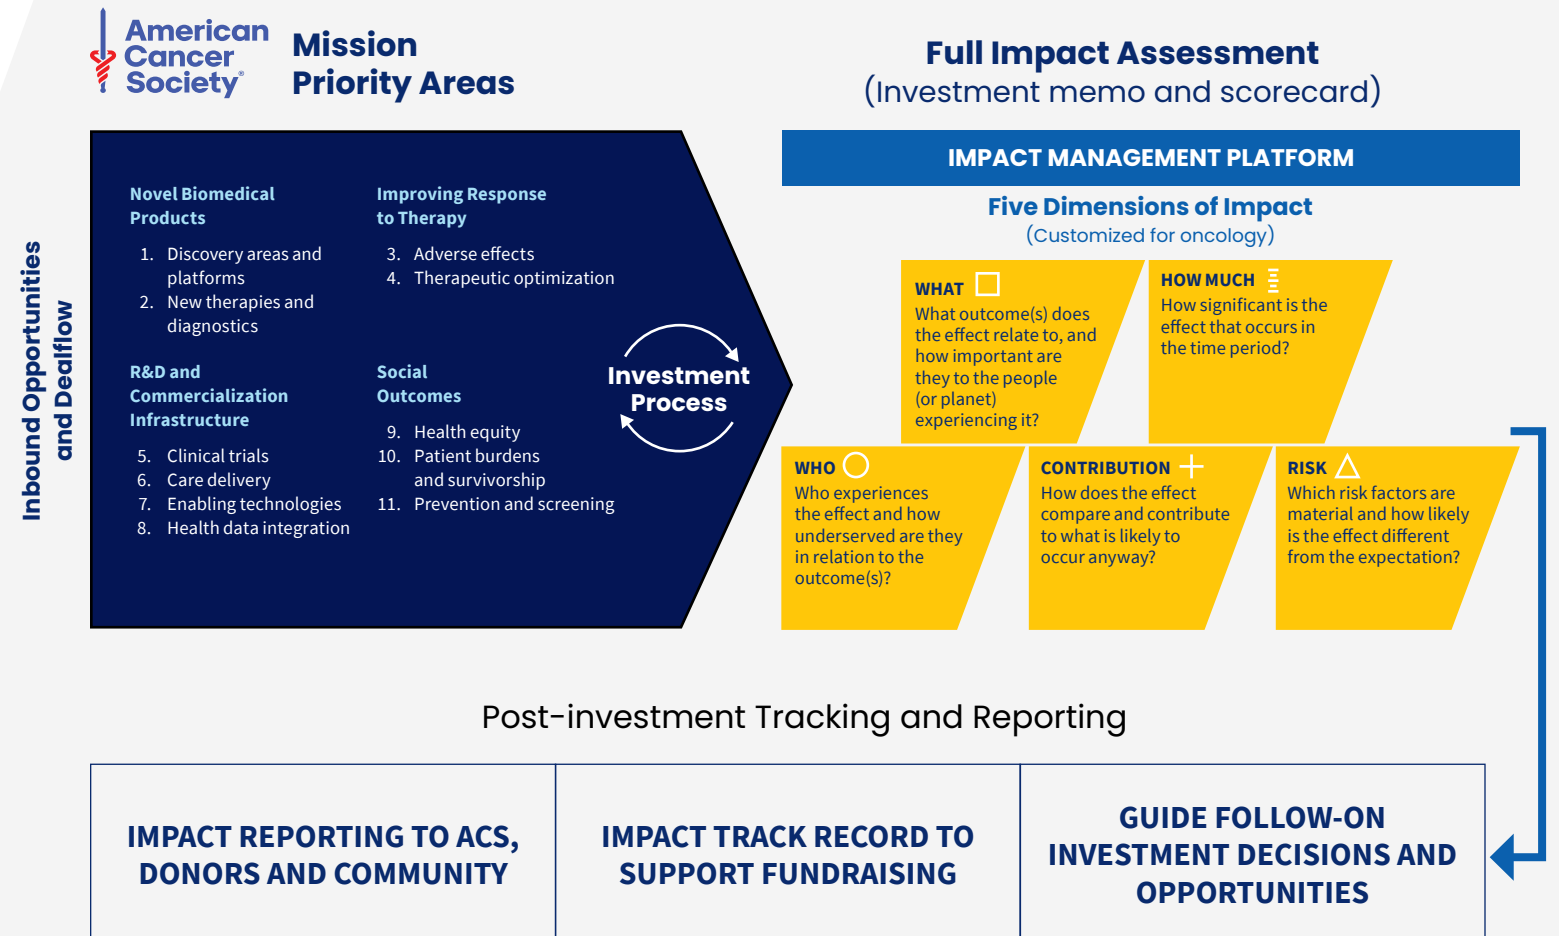 American
Cancer
Society®
Mission
Priority Areas
Full Impact Assessment
(Investment memo and scorecard)
Inbound Opportunities
and Dealflow
Novel Biomedical
Products
1. Discovery areas and
platforms
2. New therapies and
diagnostics
Improving Response
to Therapy
3. Adverse effects
4. Therapeutic optimization
R&D and
Commercialization
Infrastructure
5. Clinical trials
6. Care delivery
7. Enabling technologies
8. Health data integration
Social
Outcomes
9. Health equity
10. Patient burdens
and survivorship
11. Prevention and screening
Investment
Process
IMPACT MANAGEMENT PLATFORM
Five Dimensions of Impact
(Customized for oncology)
WHAT
What outcome(s) does
the effect relate to, and
how important are
they to the people
(or planet)
experiencing it?
HOW MUCH
How significant is the
effect that occurs in
the time period?
WHO
Who experiences
the effect and how
underserved are they
in relation to the
outcome(s)?
CONTRIBUTION
How does the effect
compare and contribute
to what is likely to
occur anyway?
RISK
Which risk factors are
material and how likely
is the effect different
from the expectation?
Post-investment Tracking and Reporting
IMPACT REPORTING TO ACS,
DONORS AND COMMUNITY
IMPACT TRACK RECORD TO
SUPPORT FUNDRAISING
GUIDE FOLLOW-ON
INVESTMENT DECISIONS AND
OPPORTUNITIES